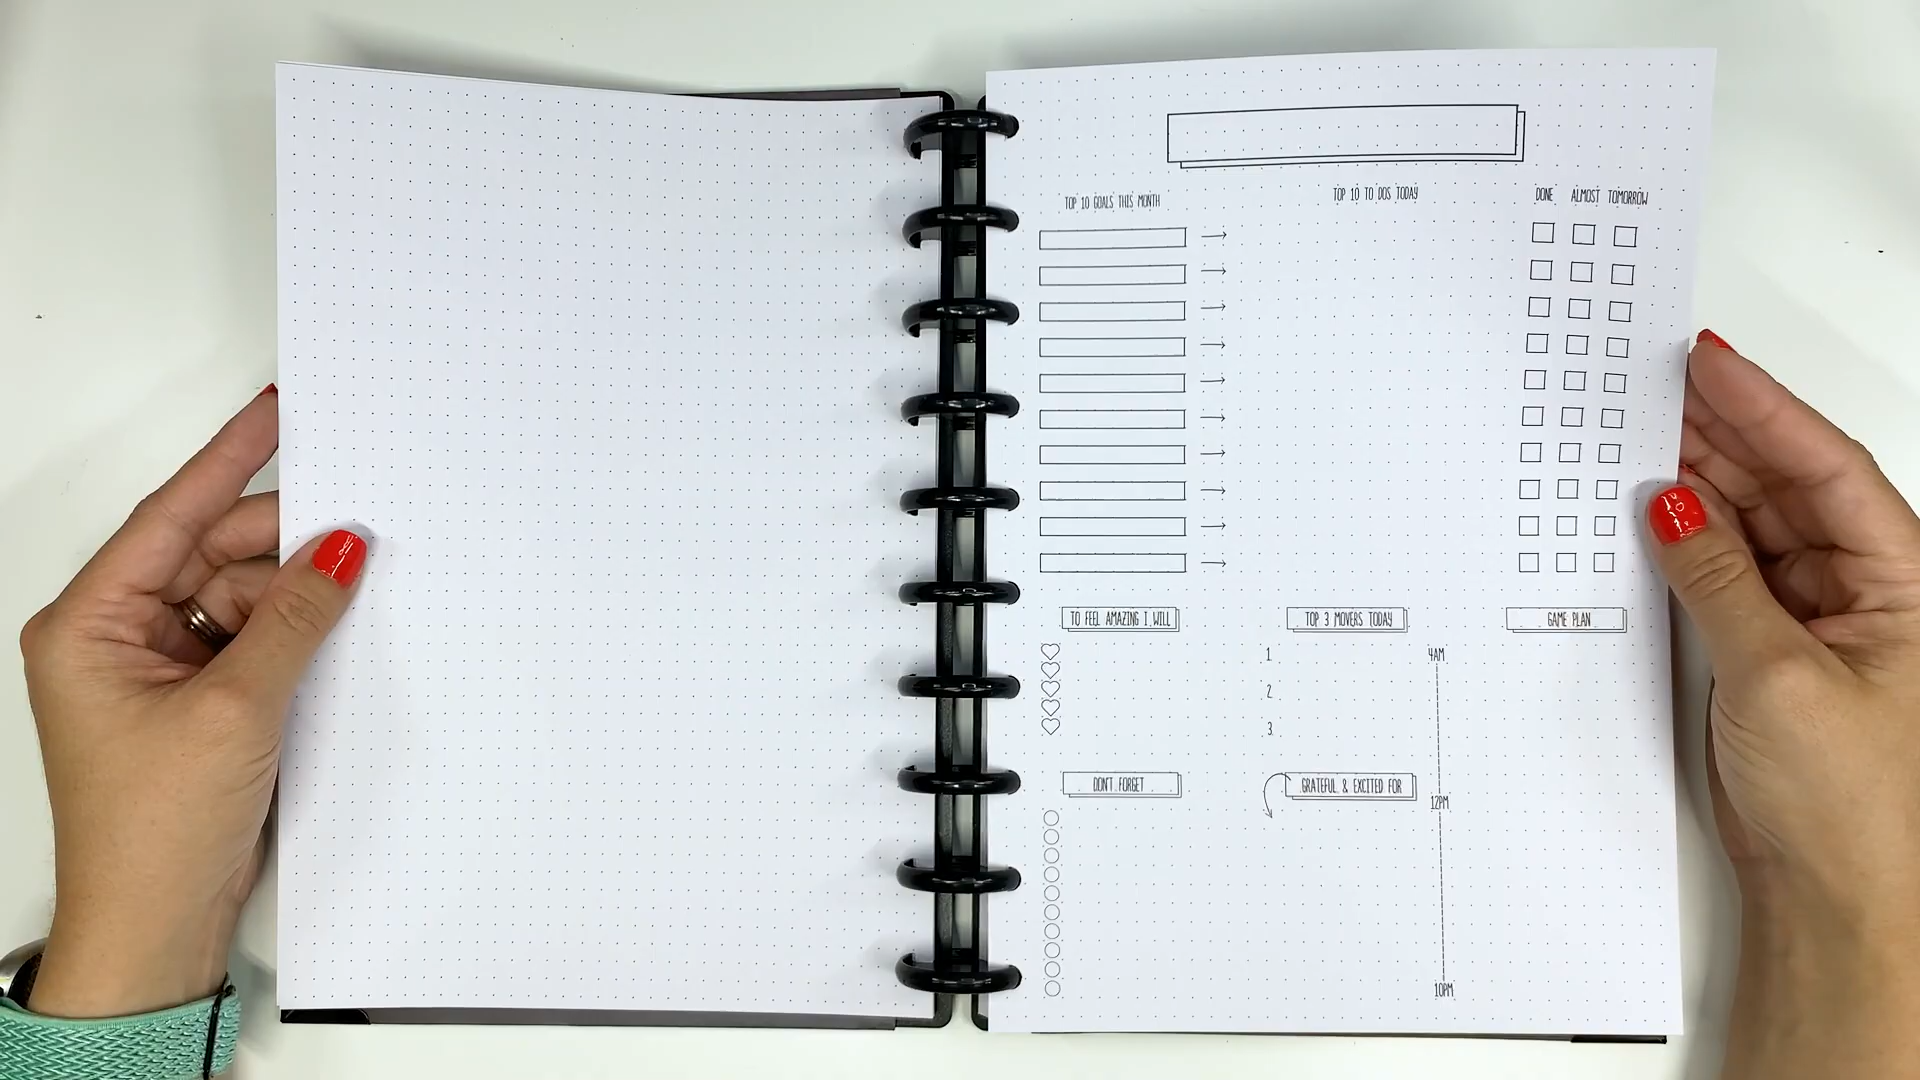 TOP 10 GOALS THIS MONTH
TOP 10 TO DOS TODAY
DONE ALMOST TOMORROW
TO FEEL AMAZING I WILL
TOP 3 MOVERS TODAY
1.
2.
3.
GAME PLAN
4AM
12PM
10PM
DON'T FORGET
GRATEFUL & EXCITED FOR